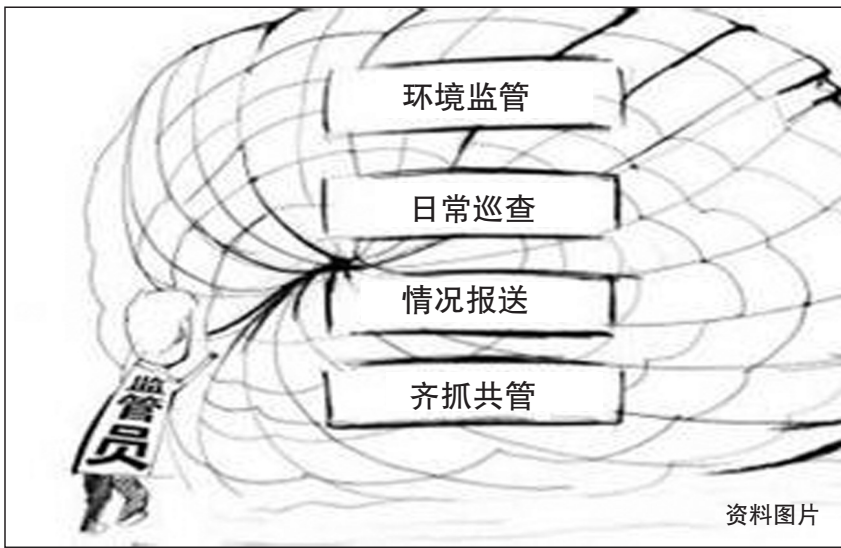 环境监管
日常巡查
情况报送
齐抓共管
监管员
资料图片